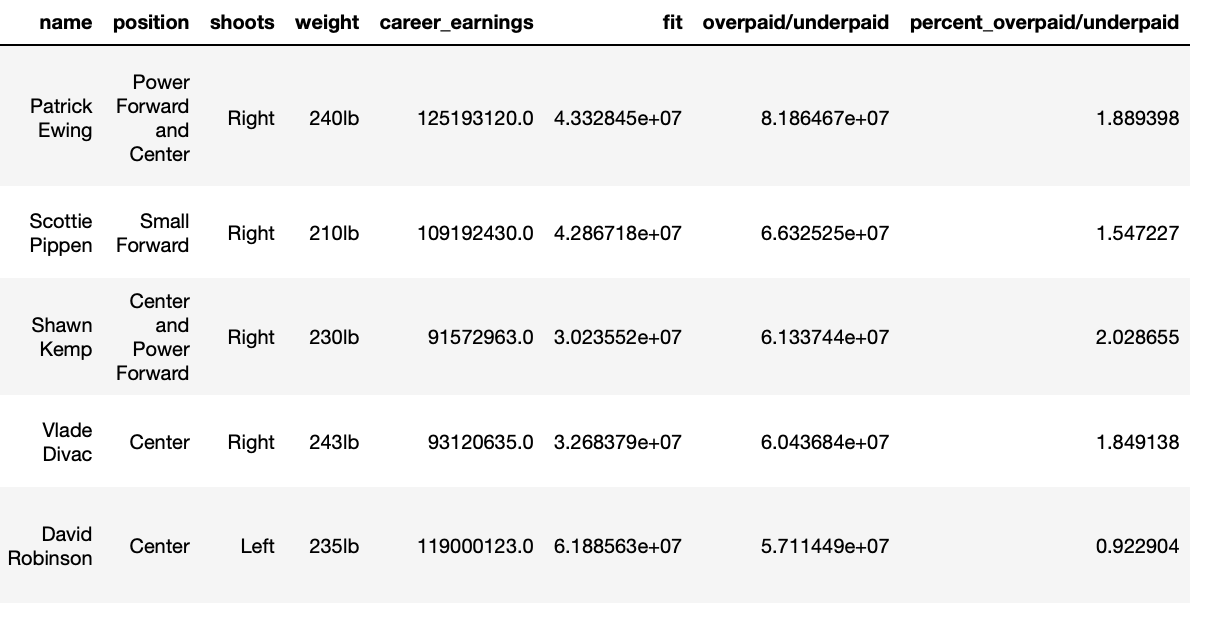 name position shoots weight career_earnings fit overpaid/underpaid percent_overpaid/underpaid
Patrick Ewing Power Forward and Center Right 240lb 125193120.0 4.332845e+07 8.186467e+07 1.889398
Scottie Pippen Small Forward Right 210lb 109192430.0 4.286718e+07 6.632525e+07 1.547227
Shawn Kemp Center and Power Forward Right 230lb 91572963.0 3.023552e+07 6.133744e+07 2.028655
Vlade Divac Center Right 243lb 93120635.0 3.268379e+07 6.043684e+07 1.849138
David Robinson Center Left 235lb 119000123.0 6.188563e+07 5.711449e+07 0.922904